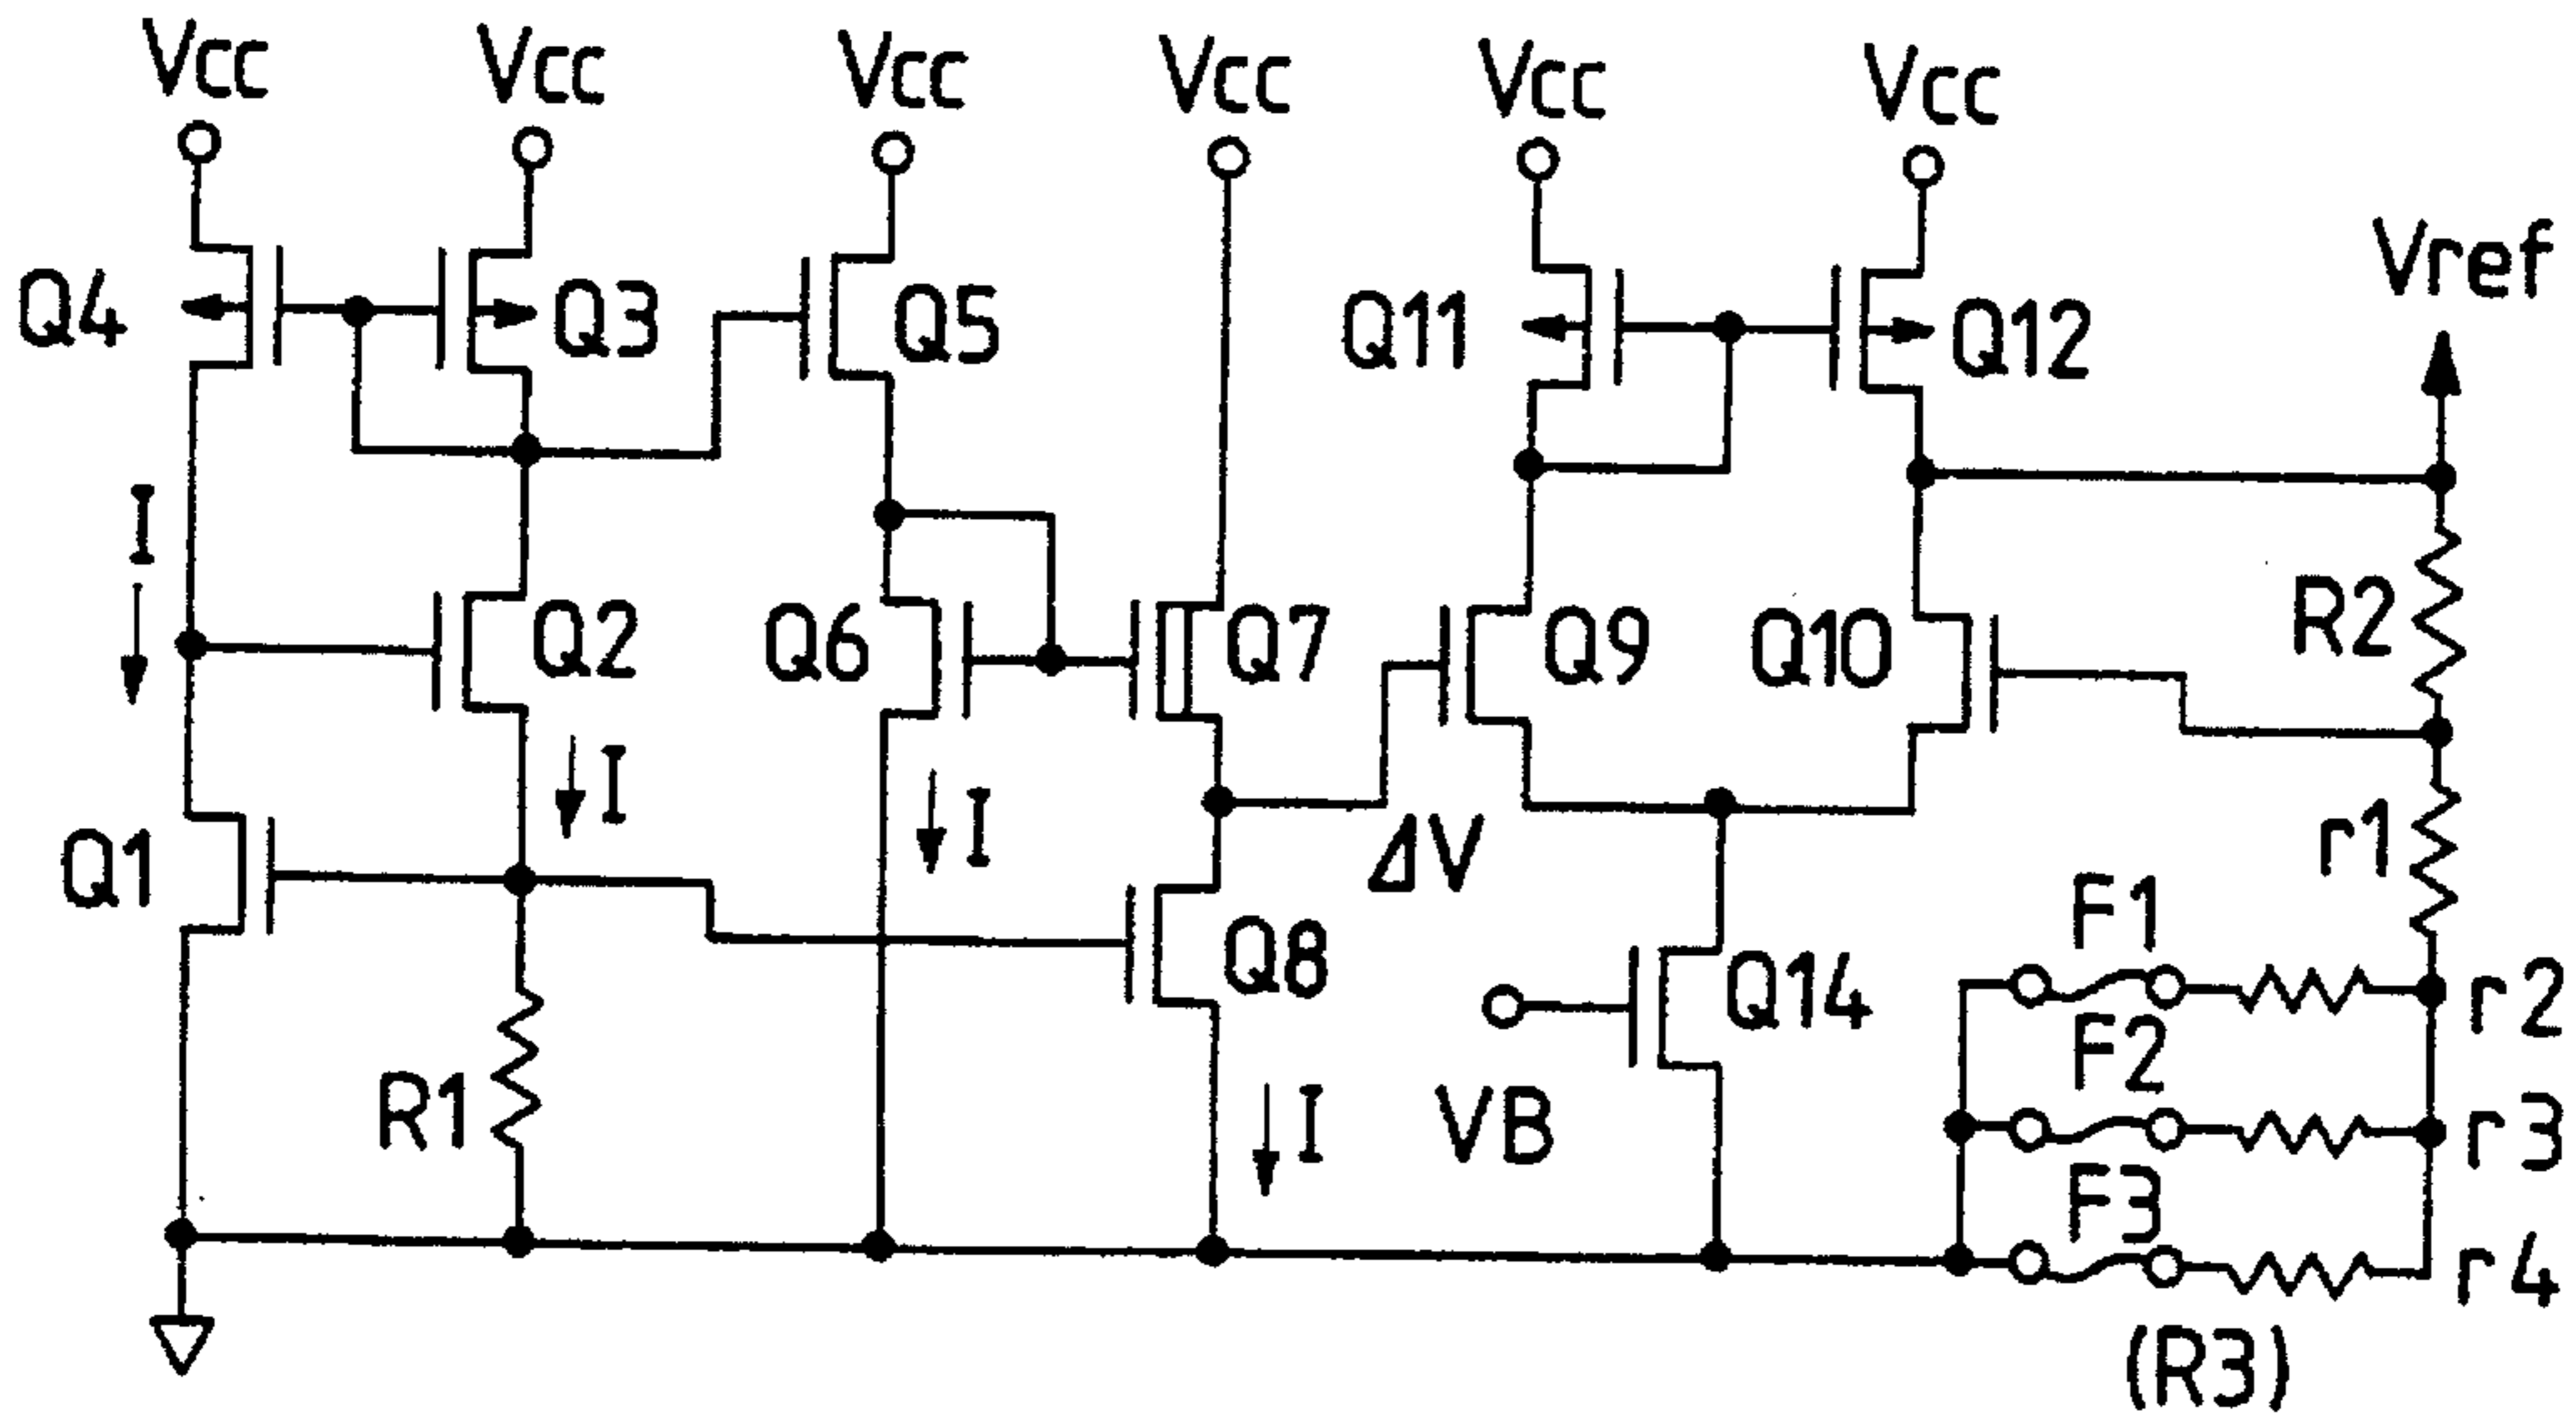 Vcc Vcc Vcc Vcc Vcc Vcc
Vref
Q4 Q3 Q5 Q11 Q12
I
Q2 Q6 Q7 Q9 Q10 R2
I I
Q1 ΔV r1
F1
Q8 Q14 r2
F2
R1 I VB r3
F3
r4
(R3)